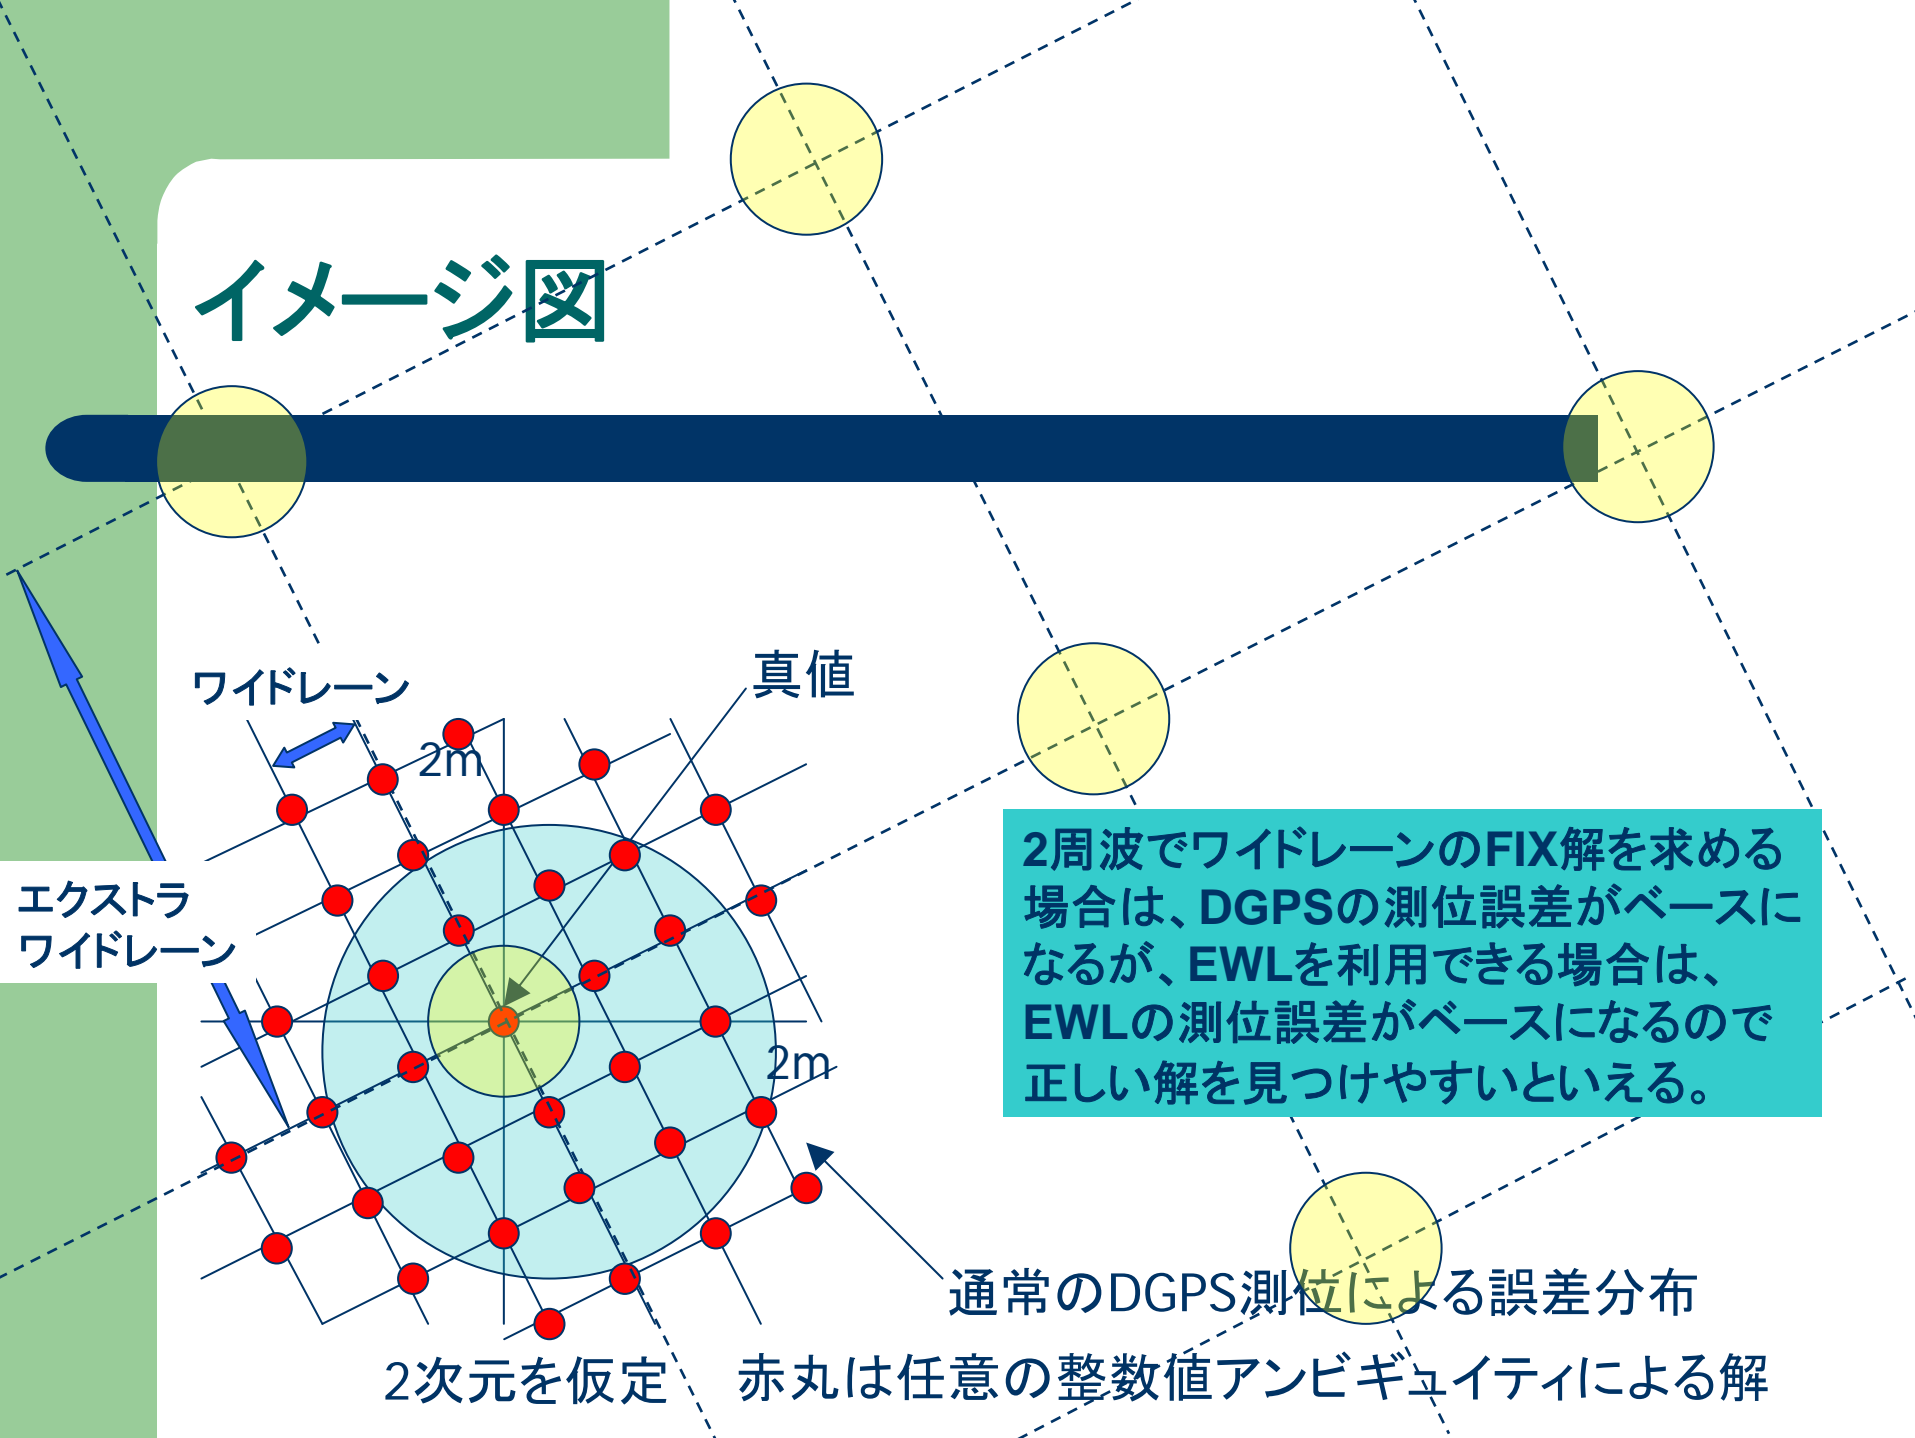 イメージ図
ワイドレーン
真値
2m
エクストラ
ワイドレーン
2m
2周波でワイドレーンのFIX解を求める
場合は、DGPSの測位誤差がベースに
なるが、EWLを利用できる場合は、
EWLの測位誤差がベースになるので
正しい解を見つけやすいといえる。
通常のDGPS測位による誤差分布
2次元を仮定
赤丸は任意の整数値アンビギュイティによる解